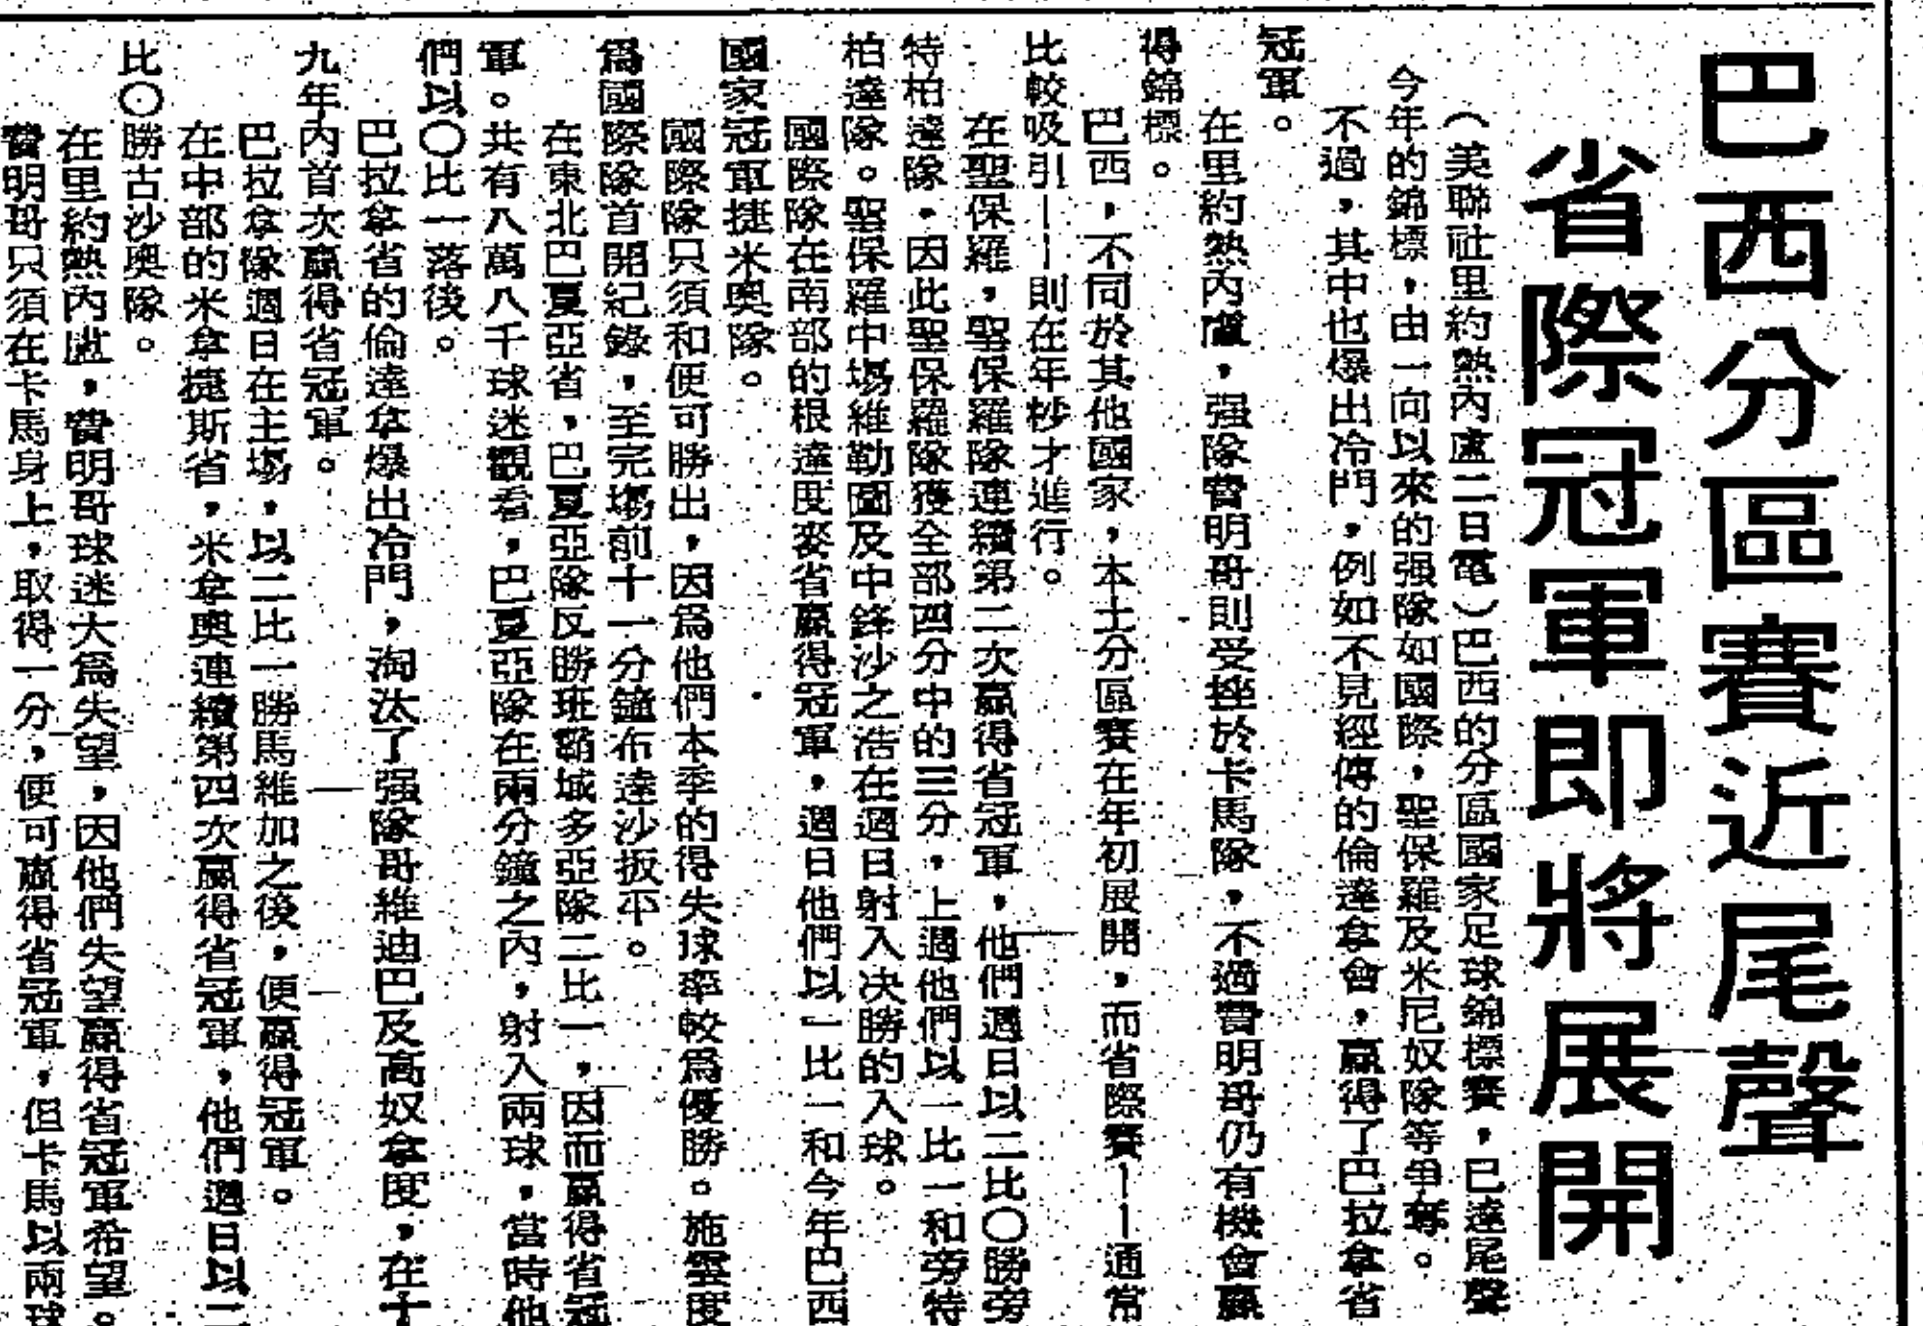 巴西分區賽近尾聲
省際冠軍即將展開
（美聯社里約熱內盧二日電）巴西的分區國家足球錦標賽，已達尾聲
今年的錦標，由一向以來的强隊如國際，聖保羅及米尼奴隊等爭奪。
不過，其中也爆出冷門，例如不見經傳的倫達拿會，贏得了巴拉拿省
冠軍。
在里約熱內盧，强隊費明哥則受挫於卡馬隊，不過費明哥仍有機會贏
得錦標。
巴西，不同於其他國家，本土分區賽在年初展開，而省際賽——通常
比較吸引——則在年杪才進行。
在聖保羅，聖保羅隊連續第二次贏得省冠軍，他們週日以二比〇勝旁
特柏達隊，因此聖保羅隊獲全部四分中的三分，上週他們以一比一和旁特
柏達隊。聖保羅中場維勒圖及中鋒沙之浩在週日射入決勝的入球。
國際隊在南部的根達度麥省贏得冠軍，週日他們以一比一和今年巴西
國家冠軍捷米奧隊。
國際隊只須和便可勝出，因爲他們本季的得失球率較爲優勝。施雲度
爲國際隊首開紀錄，至完場前十一分鐘布達沙扳平。
在東北巴夏亞省，巴夏亞隊反勝班霸城多亞隊二比一，因而贏得省冠
軍。共有八萬八千球迷觀看，巴夏亞隊在兩分鐘之內，射入兩球，當時他
們以〇比一落後。
巴拉拿省的倫達拿爆出冷門，淘汰了强隊哥維迪巴及高奴拿度，在十
九年內首次贏得省冠軍。
巴拉拿隊週日在主場，以二比一勝馬維加之後，便贏得冠軍。
在中部的米拿捷斯省，米拿奧連續第四次贏得省冠軍，他們週日以二
比〇勝古沙奧隊。
在里約熱內盧，費明哥球迷大爲失望，因他們失望贏得省冠軍希望。
費明哥只須在卡馬身上，取得一分，便可贏得省冠軍，但卡馬以兩球